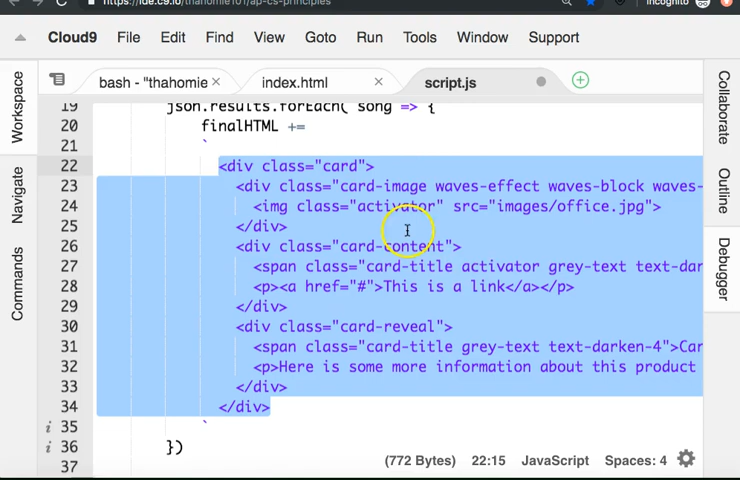 https://ide.c9.io/thahomie101/ap-cs-principles
Incognito
Cloud9 File Edit Find View Goto Run Tools Window Support
bash - "thahomie × index.html × script.js
Workspace
Navigate
Commands
Collaborate
Outline
Debugger
19 json.results.forEach( song => {
20 finalHTML +=
21 `
22 <div class="card">
23 <div class="card-image waves-effect waves-block waves-
24 <img class="activator" src="images/office.jpg">
25 </div>
26 <div class="card-content">
27 <span class="card-title activator grey-text text-dar
28 <p><a href="#">This is a link</a></p>
29 </div>
30 <div class="card-reveal">
31 <span class="card-title grey-text text-darken-4">Car
32 <p>Here is some more information about this product
33 </div>
34 </div>
i 35 `
i 36 })
37
(772 Bytes) 22:15 JavaScript Spaces: 4